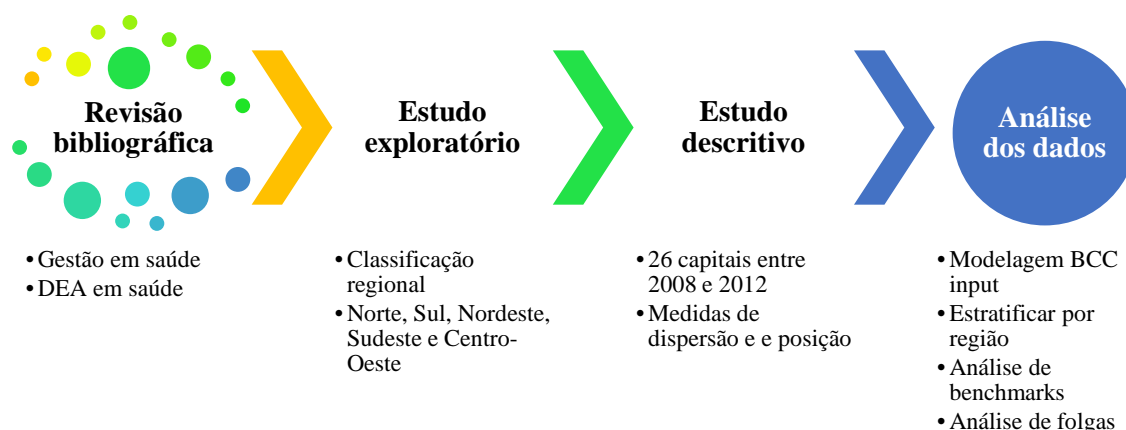 Revisão
bibliográfica
• Gestão em saúde
• DEA em saúde
Estudo
exploratório
• Classificação
regional
• Norte, Sul, Nordeste,
Sudeste e Centro-
Oeste
Estudo
descritivo
• 26 capitais entre
2008 e 2012
• Medidas de
dispersão e e posição
Análise
dos dados
• Modelagem BCC
input
• Estratificar por
região
• Análise de
benchmarks
• Análise de folgas